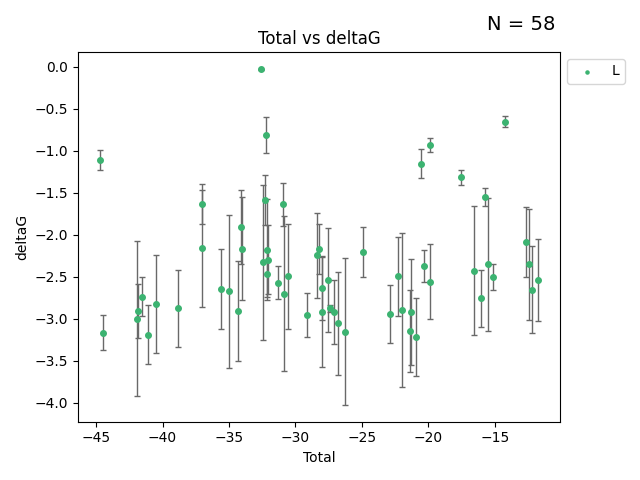 N = 58
Total vs deltaG
L
deltaG
0.0
−0.5
−1.0
−1.5
−2.0
−2.5
−3.0
−3.5
−4.0
−45 −40 −35 −30 −25 −20 −15
Total